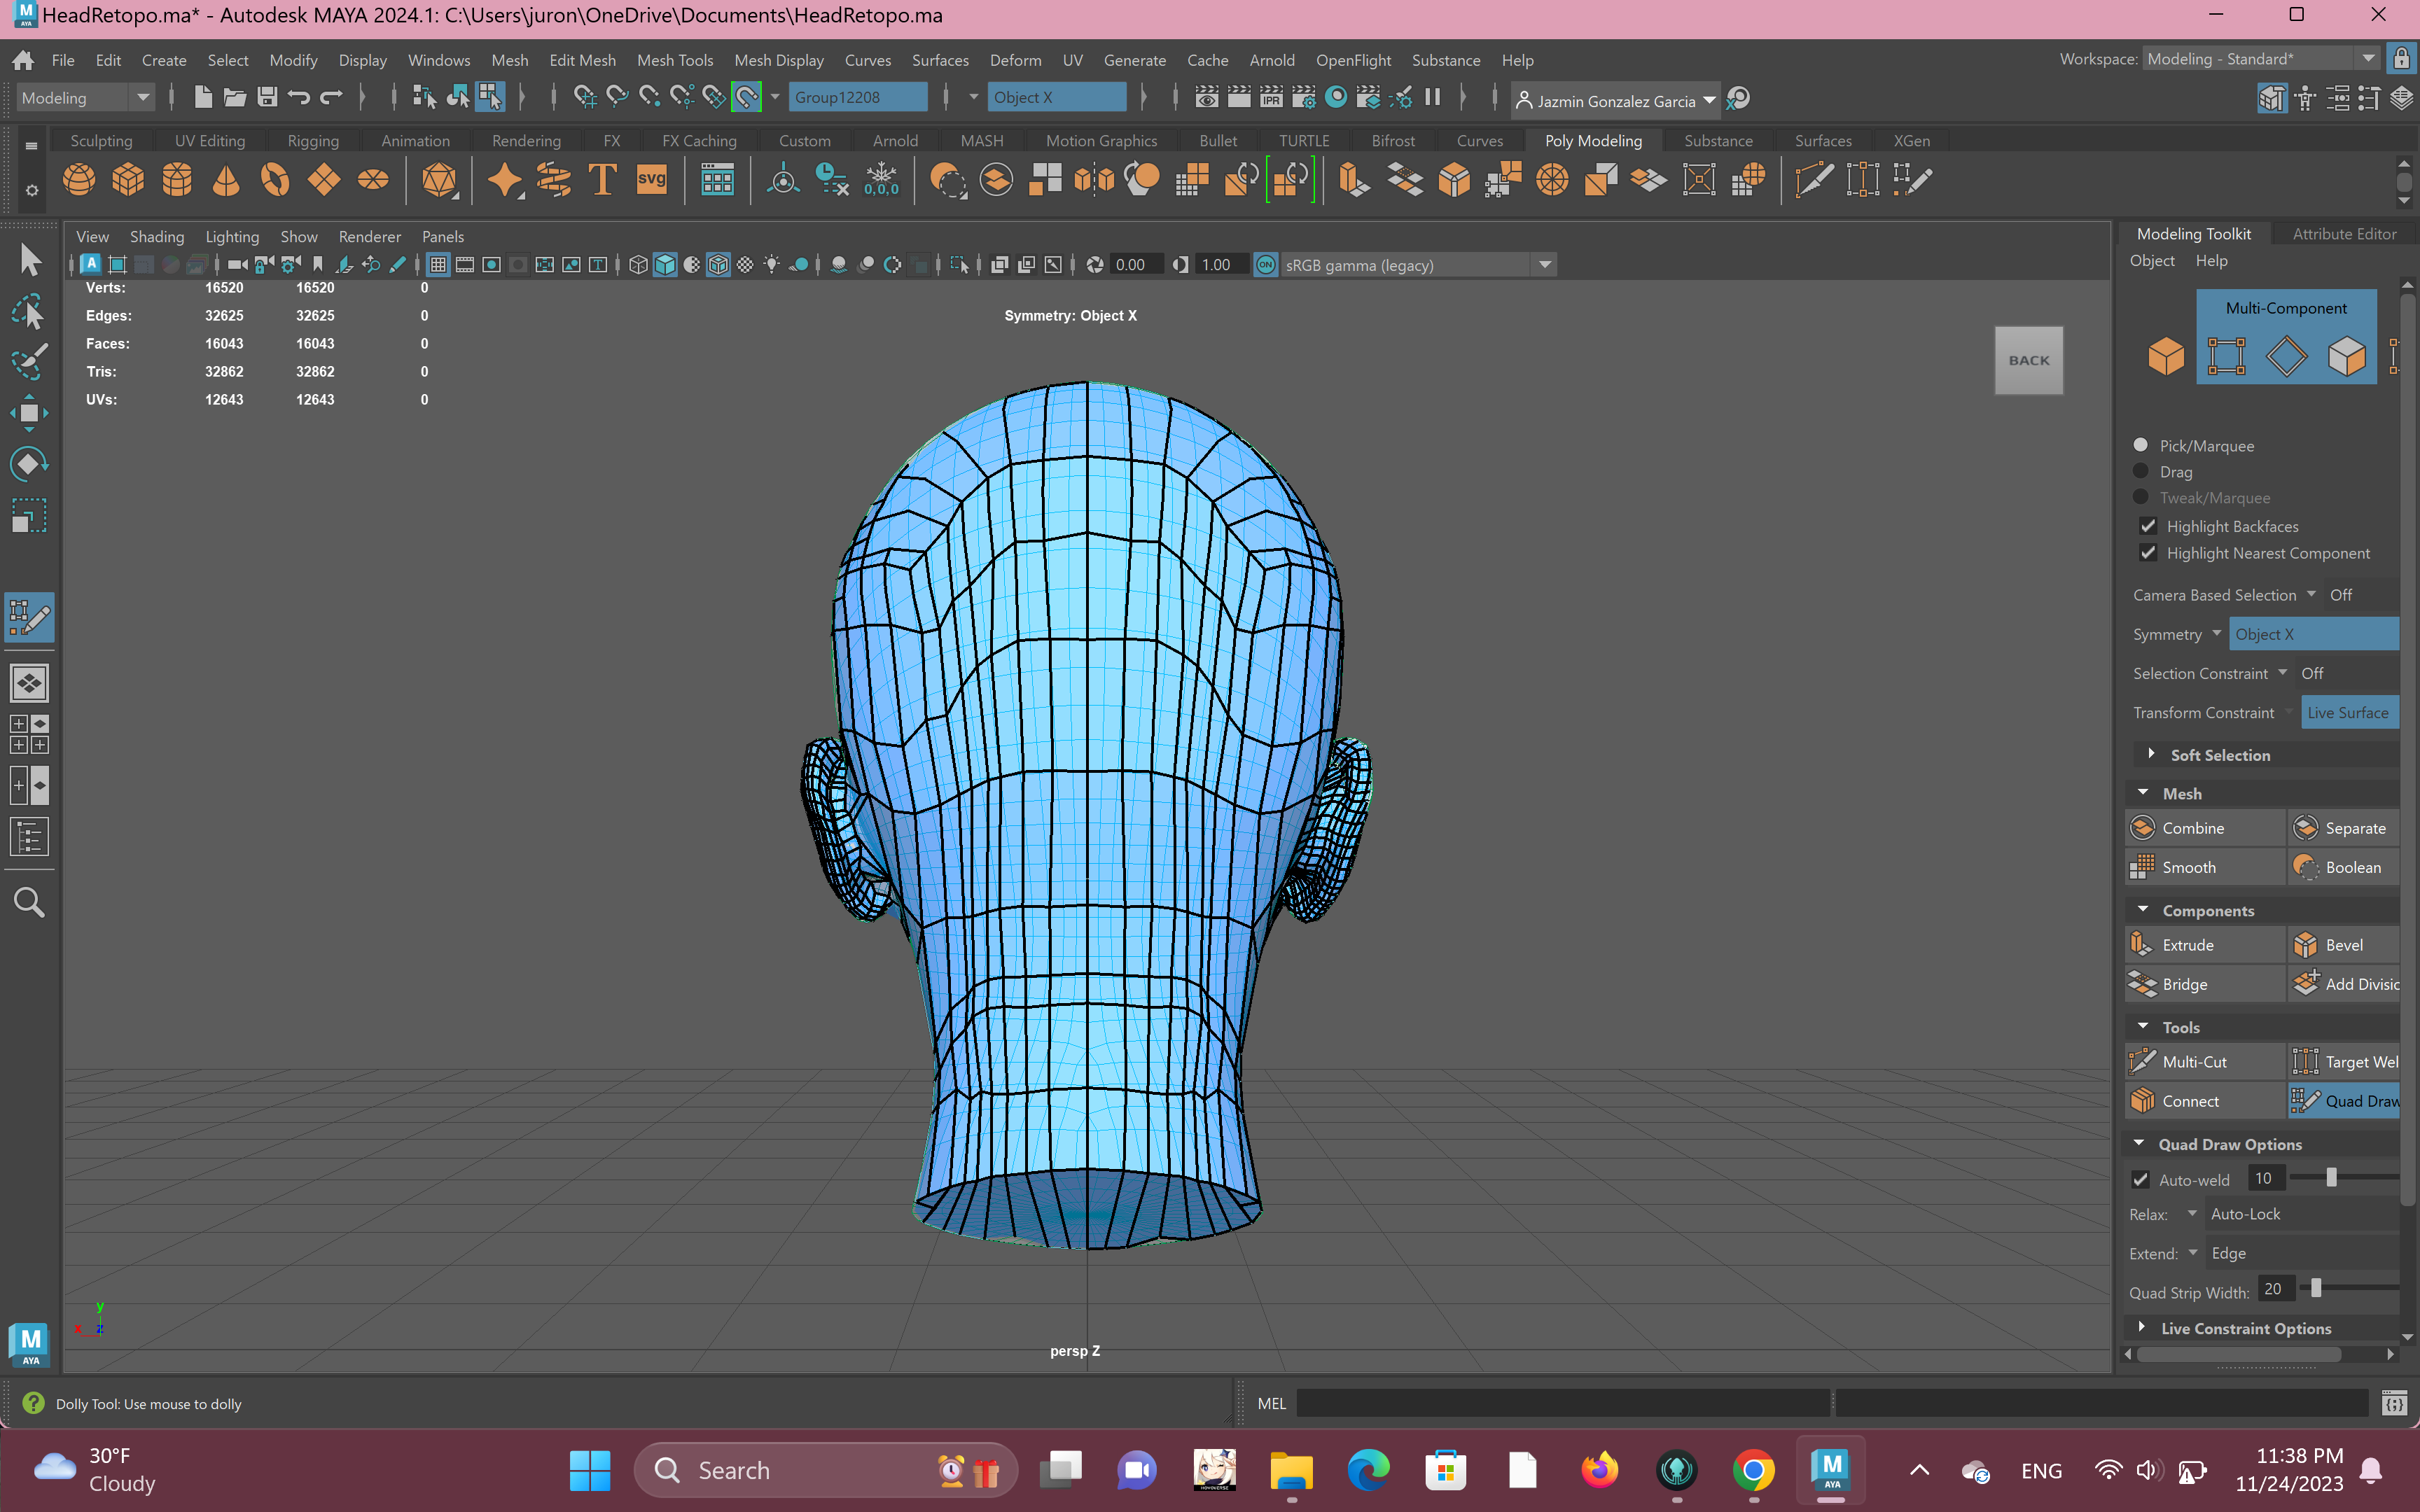 HeadRetopo.ma* - Autodesk MAYA 2024.1: C:\Users\juron\OneDrive\Documents\HeadRetopo.ma
File Edit Create Select Modify Display Windows Mesh Edit Mesh Mesh Tools Mesh Display Curves Surfaces Deform UV Generate Cache Arnold OpenFlight Substance Help
Workspace: Modeling - Standard*
Modeling Group12208 Object X IPR Jazmin Gonzalez Garcia
Sculpting UV Editing Rigging Animation Rendering FX FX Caching Custom Arnold MASH Motion Graphics Bullet TURTLE Bifrost Curves Poly Modeling Substance Surfaces XGen
T svg 0,0,0
View Shading Lighting Show Renderer Panels
A T 0.00 1.00 ON sRGB gamma (legacy)
Verts: 16520 16520 0
Edges: 32625 32625 0
Faces: 16043 16043 0
Tris: 32862 32862 0
UVs: 12643 12643 0
Symmetry: Object X
BACK
persp Z
y
x z
Modeling Toolkit Attribute Editor
Object Help
Multi-Component
Pick/Marquee
Drag
Tweak/Marquee
Highlight Backfaces
Highlight Nearest Component
Camera Based Selection Off
Symmetry Object X
Selection Constraint Off
Transform Constraint Live Surface
Soft Selection
Mesh
Combine Separate
Smooth Boolean
Components
Extrude Bevel
Bridge Add Divisic
Tools
Multi-Cut Target Wel
Connect Quad Draw
Quad Draw Options
Auto-weld 10
Relax: Auto-Lock
Extend: Edge
Quad Strip Width: 20
Live Constraint Options
M
AYA
? Dolly Tool: Use mouse to dolly
MEL
30°F
Cloudy
Search
M
AYA
ENG
11:38 PM
11/24/2023